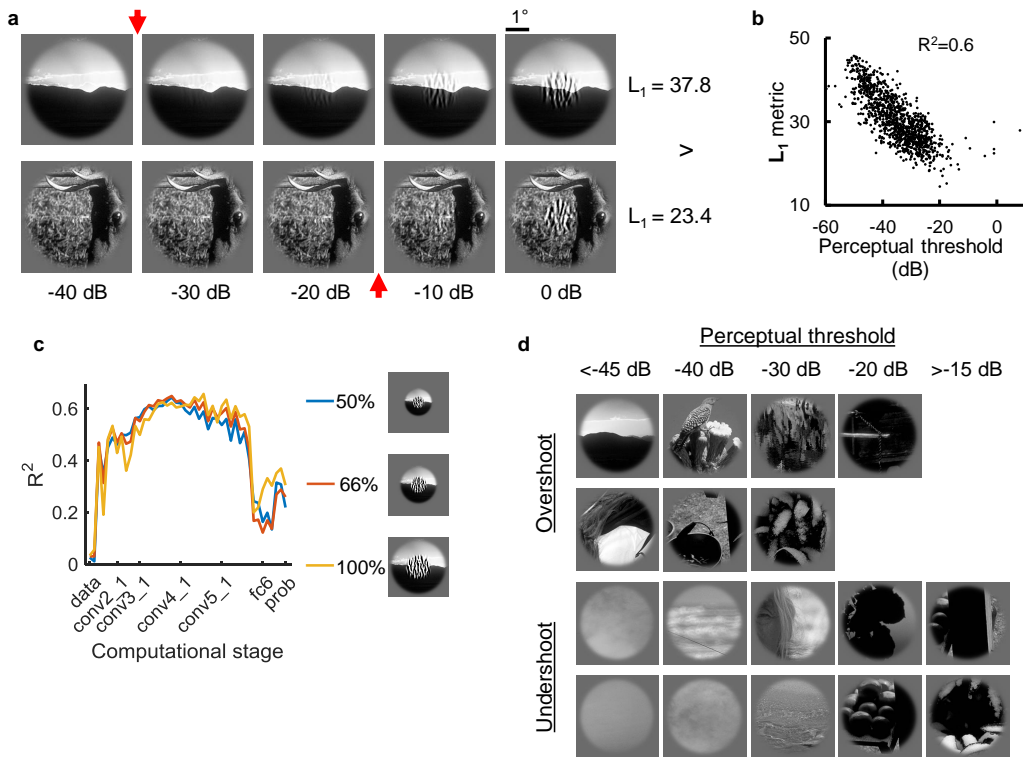 a
1°
L1 = 37.8
>
L1 = 23.4
-40 dB
-30 dB
-20 dB
-10 dB
0 dB
b
R²=0.6
50
30
10
L1 metric
-60
-40
-20
0
Perceptual threshold
(dB)
c
0.6
0.4
0.2
0
R²
data
conv2_1
conv3_1
conv4_1
conv5_1
fc6
prob
Computational stage
50%
66%
100%
d
Perceptual threshold
<-45 dB
-40 dB
-30 dB
-20 dB
>-15 dB
Overshoot
Undershoot